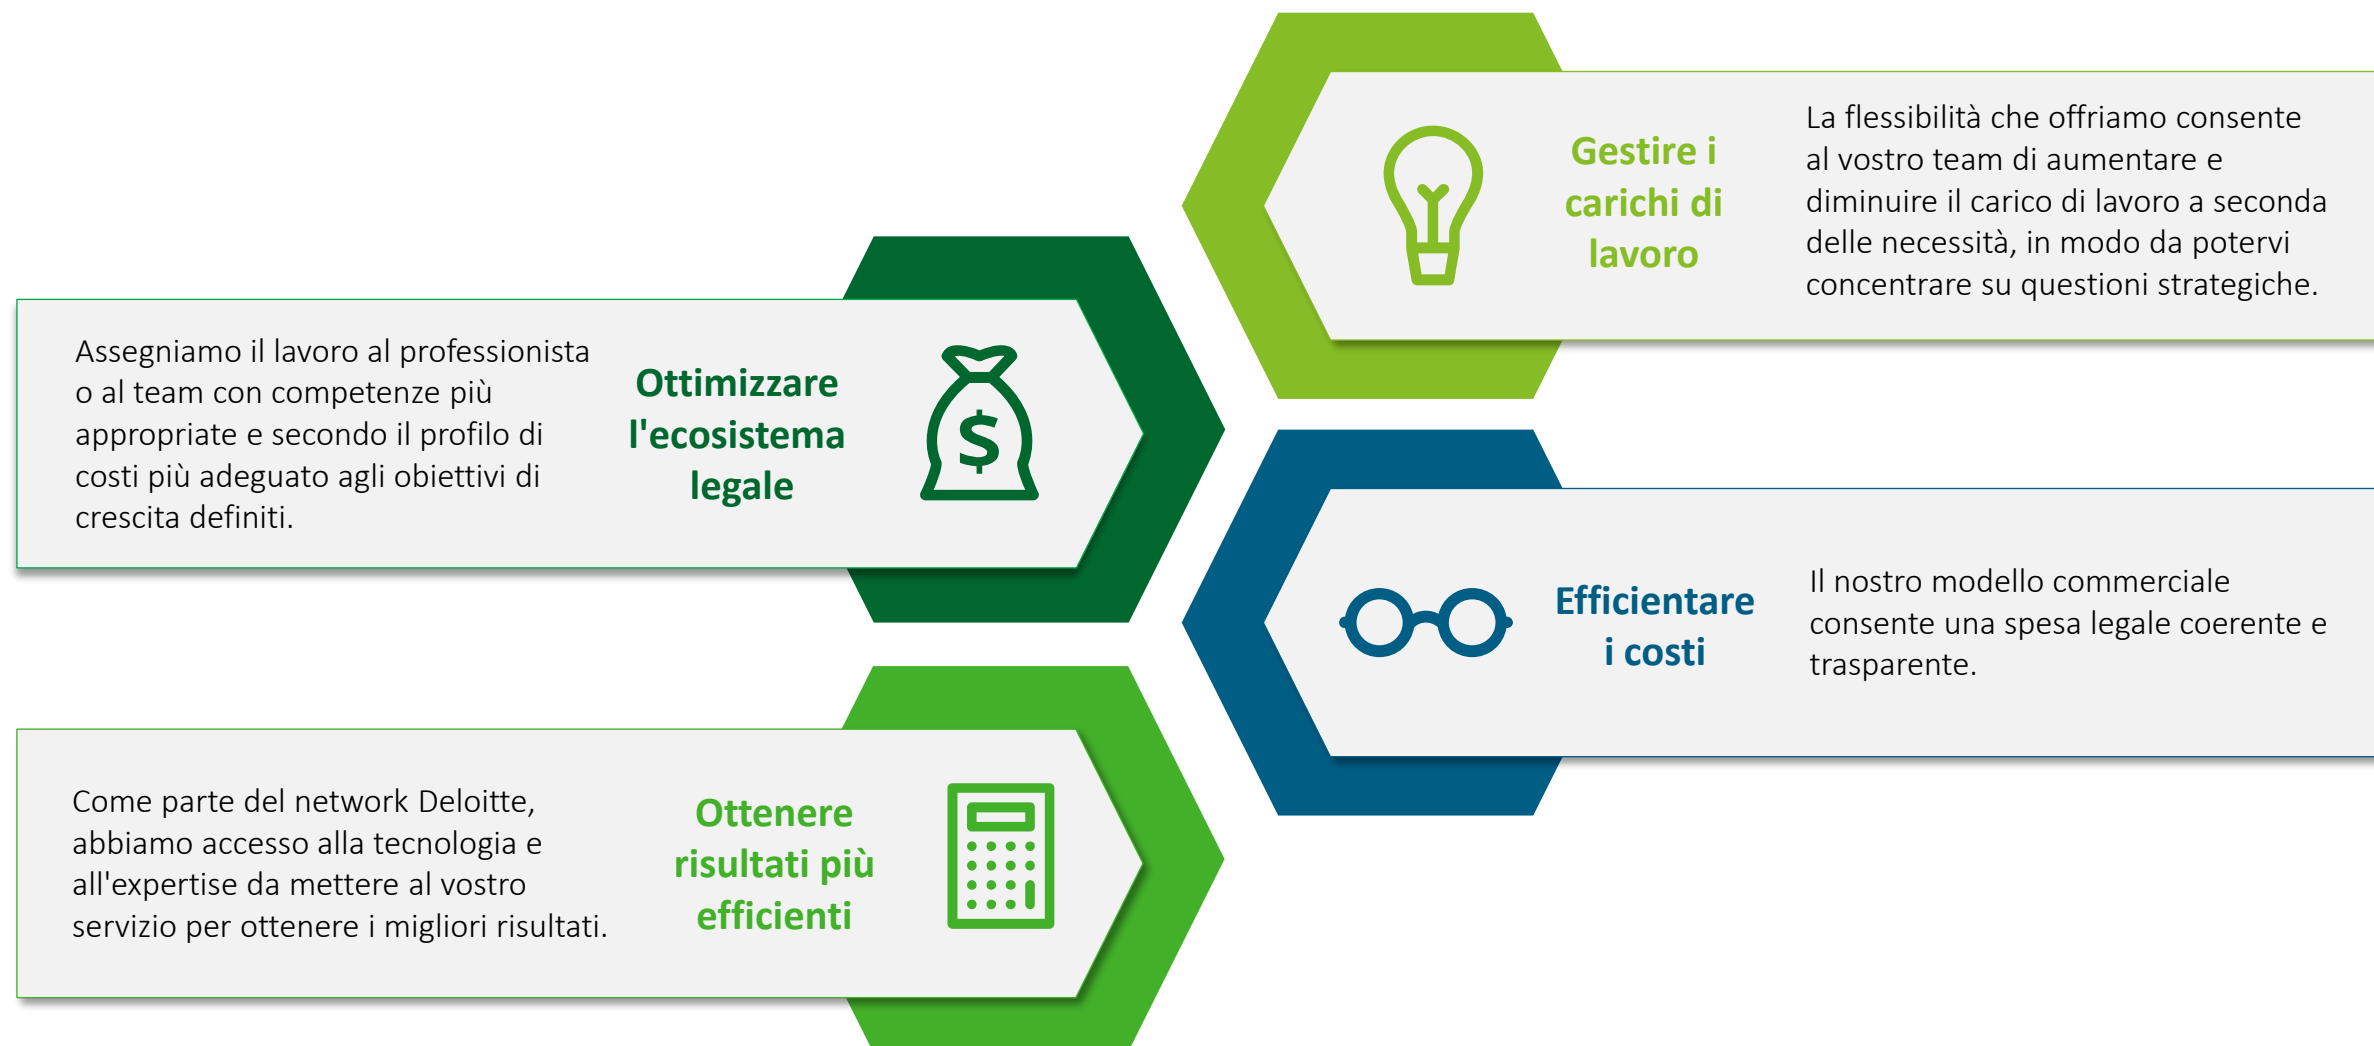 Gestire i
carichi di
lavoro
La flessibilità che offriamo consente
al vostro team di aumentare e
diminuire il carico di lavoro a seconda
delle necessità, in modo da potervi
concentrare su questioni strategiche.
Assegniamo il lavoro al professionista
o al team con competenze più
appropriate e secondo il profilo di
costi più adeguato agli obiettivi di
crescita definiti.
Ottimizzare
l'ecosistema
legale
$
Efficientare
i costi
Il nostro modello commerciale
consente una spesa legale coerente e
trasparente.
Come parte del network Deloitte,
abbiamo accesso alla tecnologia e
all'expertise da mettere al vostro
servizio per ottenere i migliori risultati.
Ottenere
risultati più
efficienti